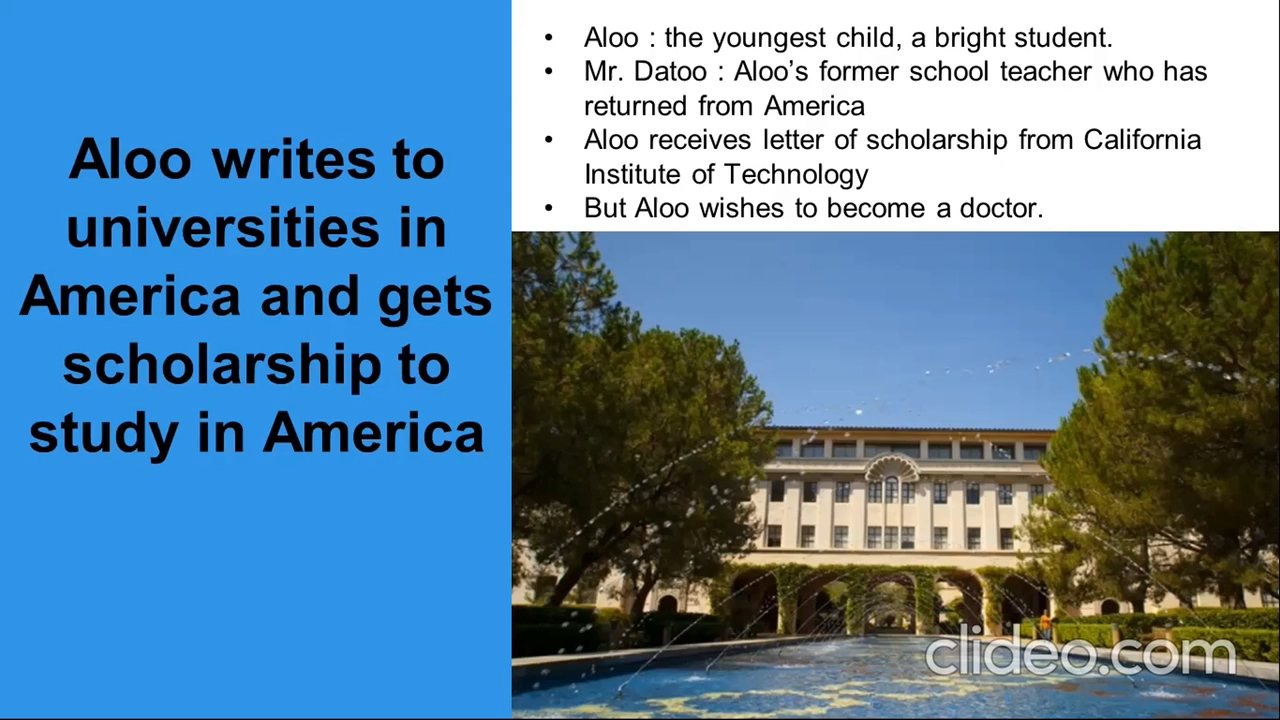 Aloo writes to
universities in
America and gets
scholarship to
study in America
• Aloo : the youngest child, a bright student.
• Mr. Datoo : Aloo’s former school teacher who has
returned from America
• Aloo receives letter of scholarship from California
Institute of Technology
• But Aloo wishes to become a doctor.
clideo.com